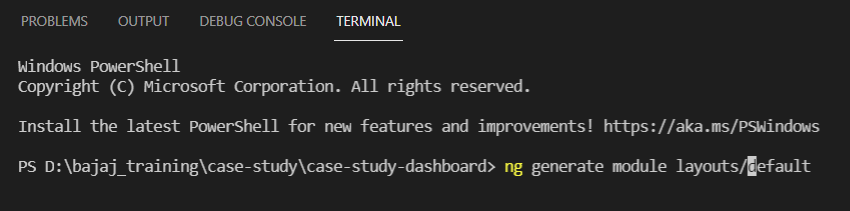 PROBLEMS OUTPUT DEBUG CONSOLE TERMINAL
Windows PowerShell
Copyright (C) Microsoft Corporation. All rights reserved.
Install the latest PowerShell for new features and improvements! https://aka.ms/PSWindows
PS D:\bajaj_training\case-study\case-study-dashboard> ng generate module layouts/default